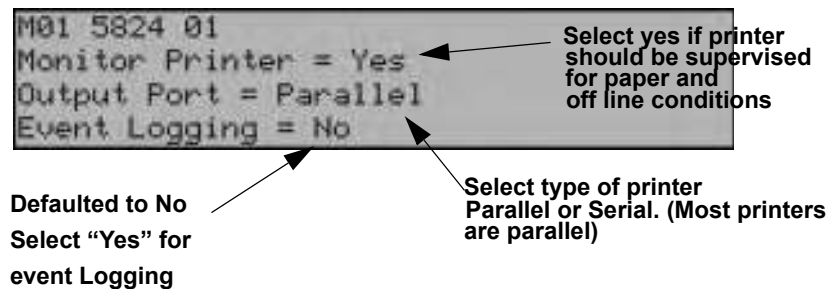 M01 5824 01
Monitor Printer = Yes
Output Port = Parallel
Event Logging = No
Select yes if printer
should be supervised
for paper and
off line conditions
Defaulted to No
Select “Yes” for
event Logging
Select type of printer
Parallel or Serial. (Most printers
are parallel)